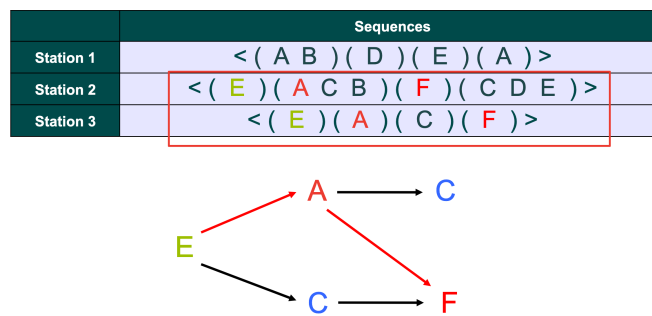 Sequences
Station 1 < ( A B ) ( D ) ( E ) ( A ) >
Station 2 < ( E ) ( A C B ) ( F ) ( C D E ) >
Station 3 < ( E ) ( A ) ( C ) ( F ) >
A C
E
C F